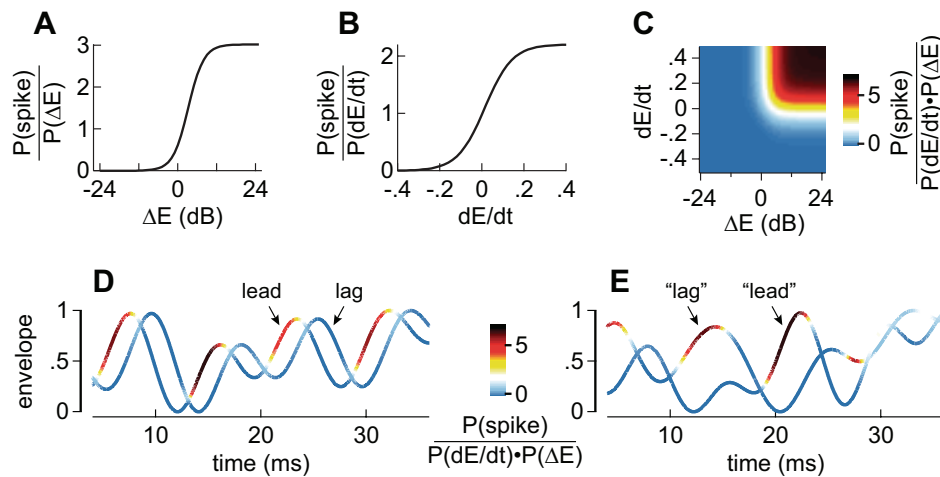 A
P(spike)
P(ΔE)
3
2
1
0
-24
0
24
ΔE (dB)
B
P(spike)
P(dE/dt)
2
1
0
-.4
-.2
0
.2
.4
dE/dt
C
dE/dt
.4
.2
0
-.2
-.4
-24
0
24
ΔE (dB)
5
0
P(spike)
P(dE/dt)•P(ΔE)
D
envelope
1
.5
0
lead
lag
10
20
30
time (ms)
5
0
P(spike)
P(dE/dt)•P(ΔE)
E
1
.5
0
“lag”
“lead”
10
20
30
time (ms)